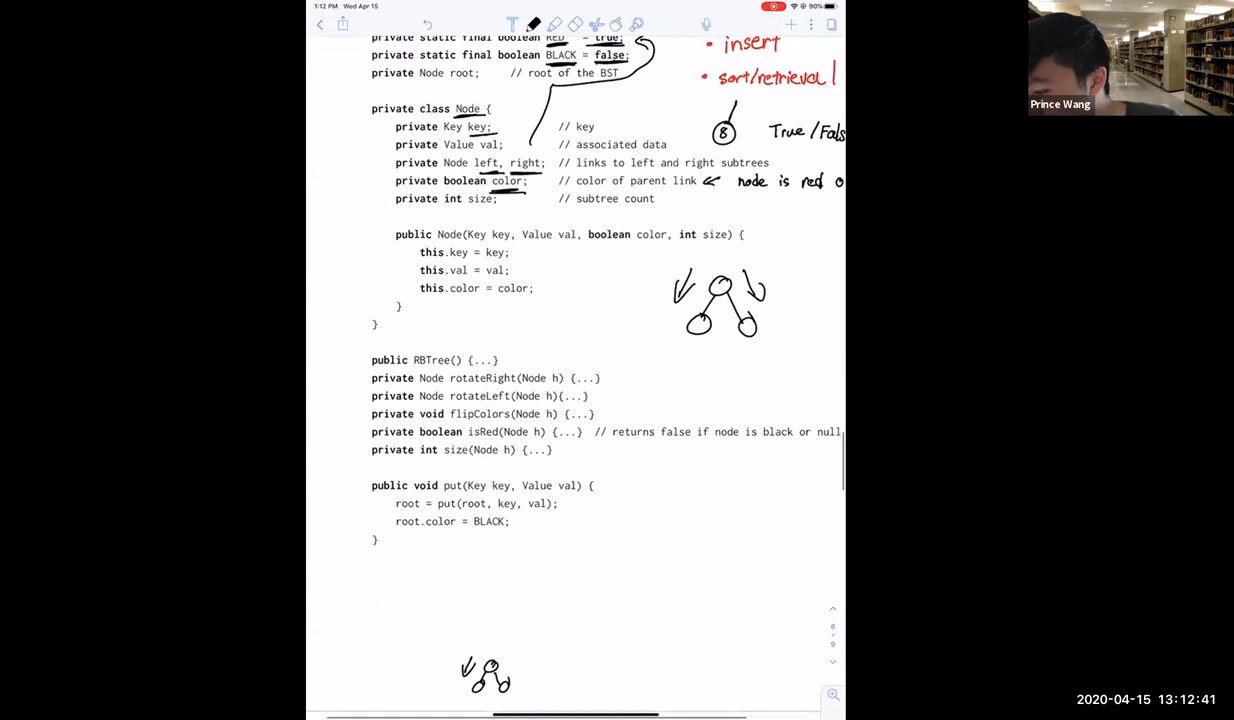 1:12 PM Wed Apr 15
90%
T
private static final boolean RED = true;
• insert
private static final boolean BLACK = false;
private Node root; // root of the BST
• sort/retrieval
private class Node {
Prince Wang
private Key key; // key
8 True/Fals
private Value val; // associated data
private Node left, right; // links to left and right subtrees
private boolean color; // color of parent link ← node is red o
private int size; // subtree count
public Node(Key key, Value val, boolean color, int size) {
this.key = key;
this.val = val;
this.color = color;
}
}
public RBTree() {...}
private Node rotateRight(Node h) {...}
private Node rotateLeft(Node h){...}
private void flipColors(Node h) {...}
private boolean isRed(Node h) {...} // returns false if node is black or null
private int size(Node h) {...}
public void put(Key key, Value val) {
root = put(root, key, val);
root.color = BLACK;
}
6
/
9
2020-04-15 13:12:41